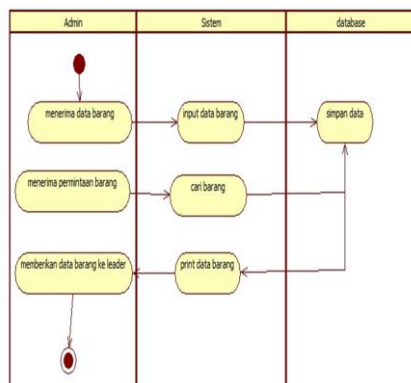 Admin
Sistem
database
menerima data barang
input data barang
simpan data
menerima permintaan barang
cari barang
memberikan data barang ke leader
print data barang